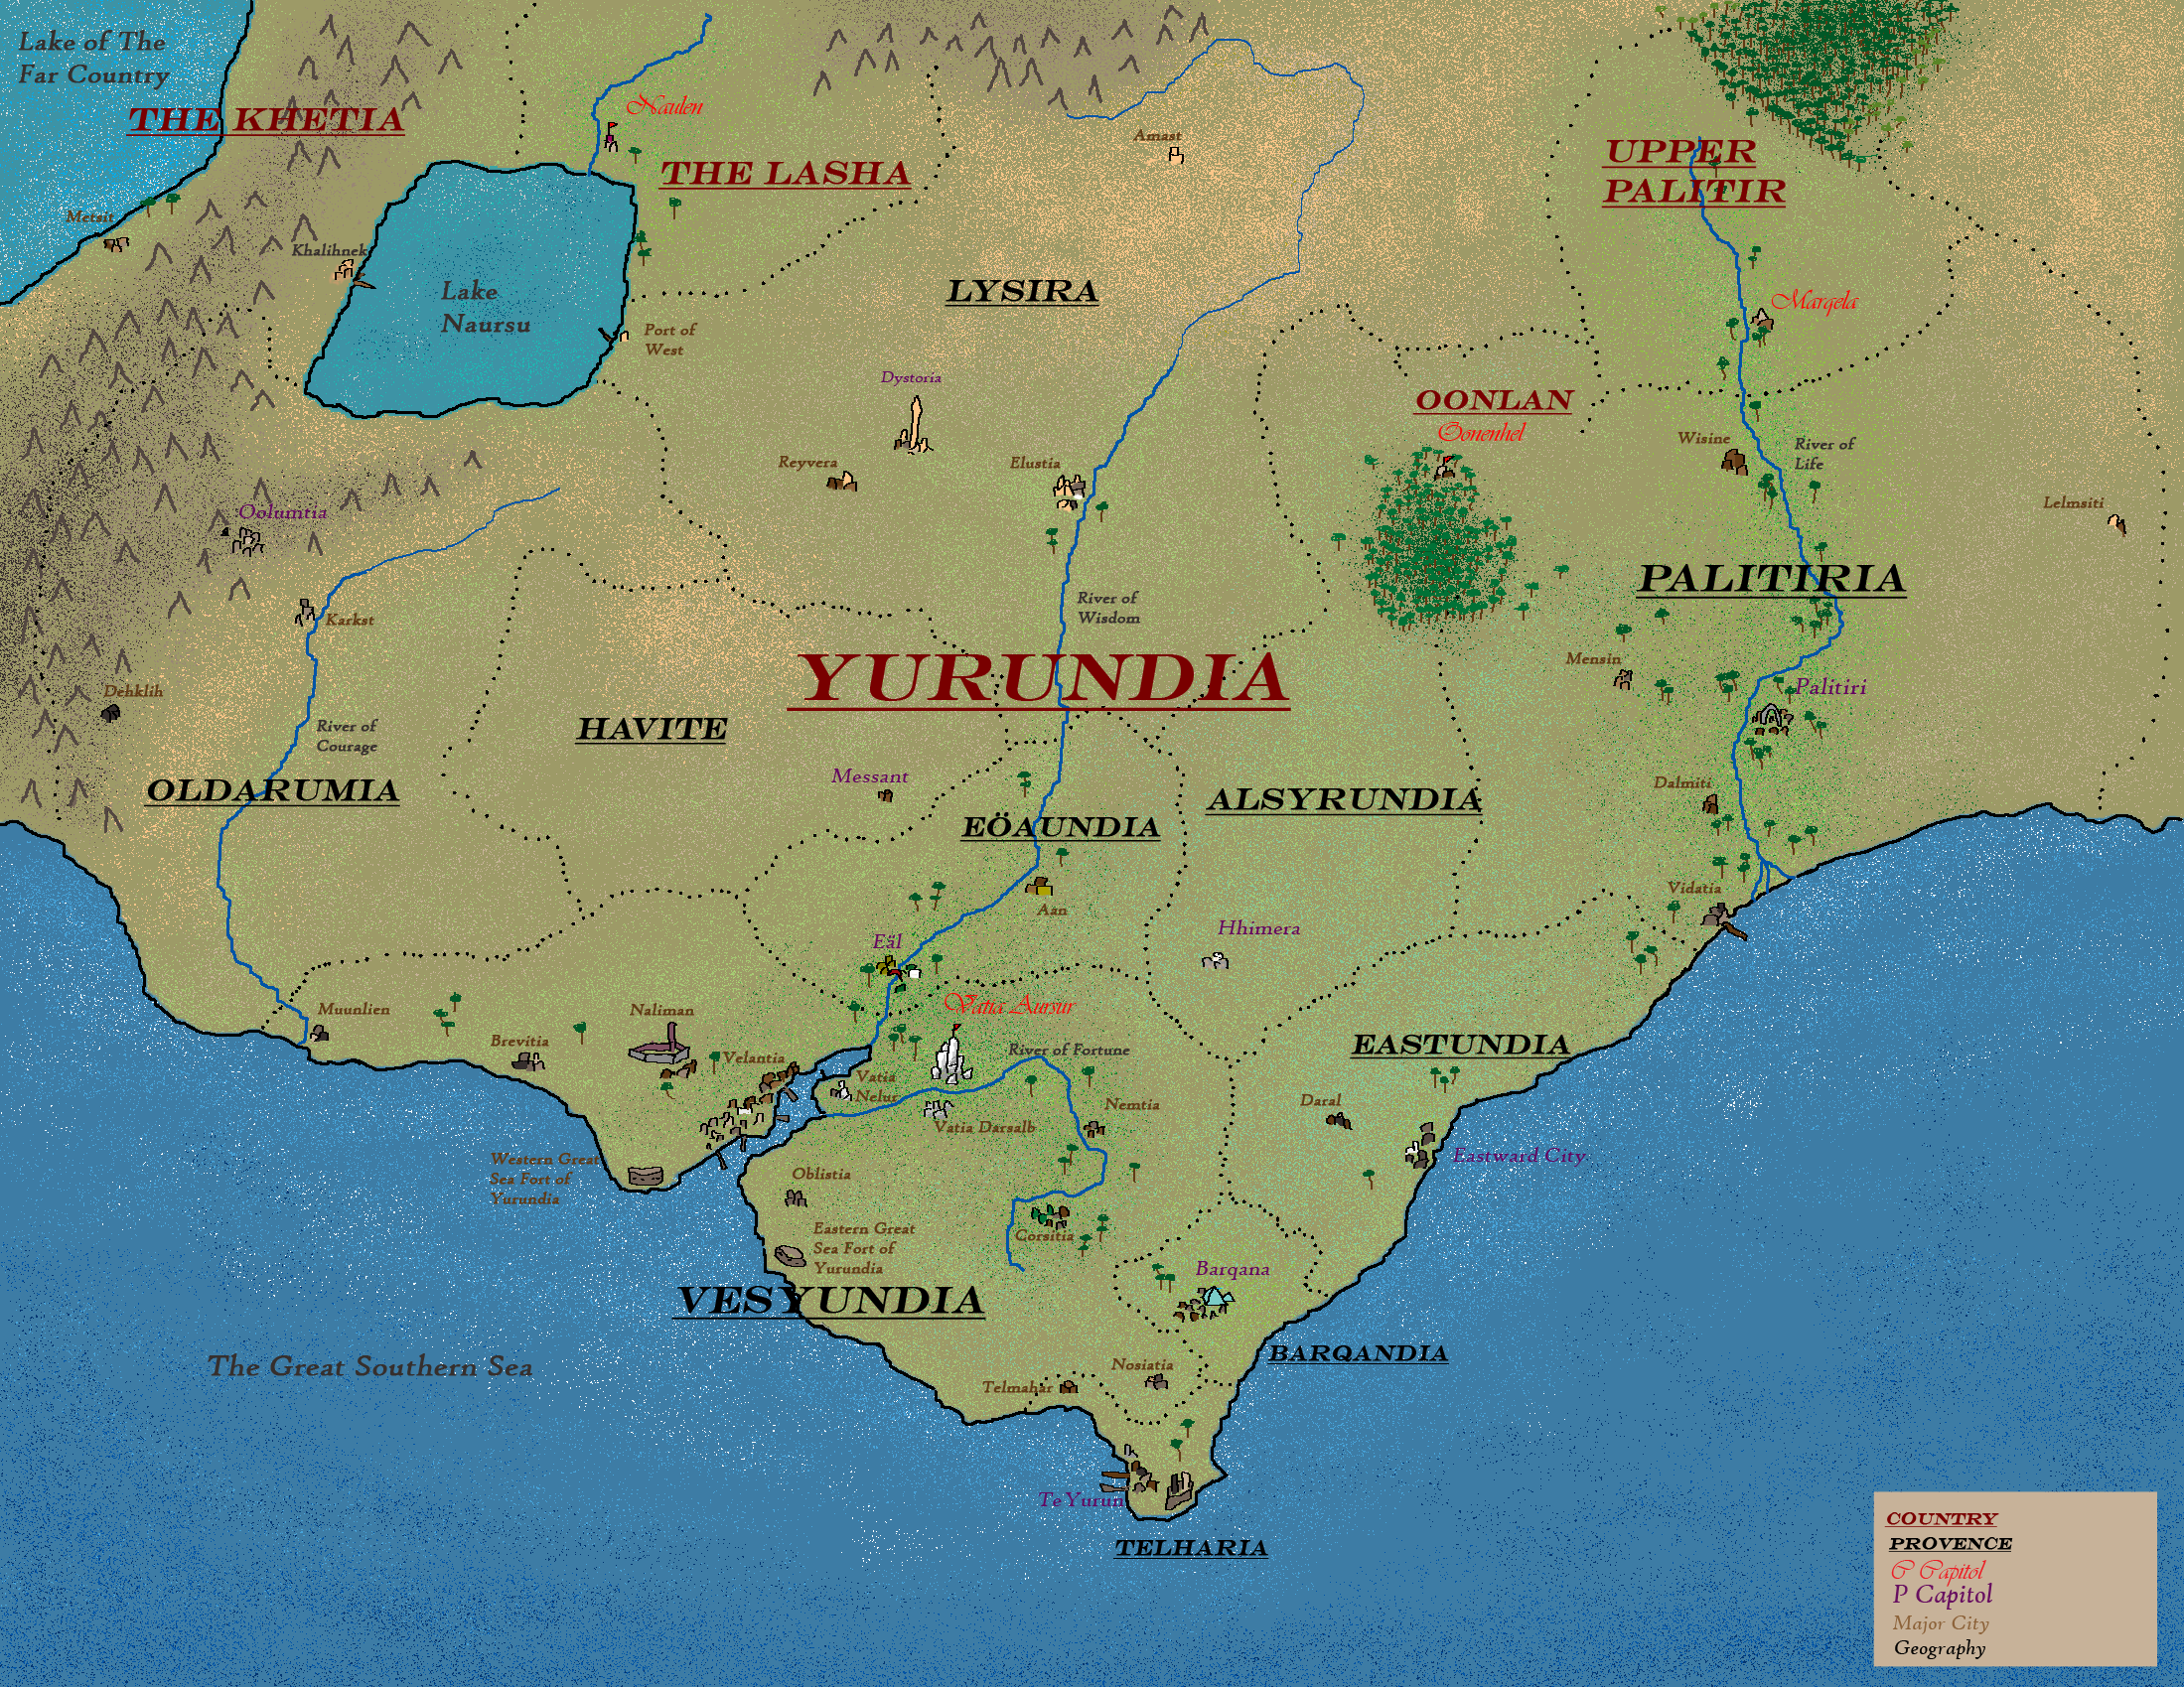 Lake of The
Far Country
THE KHETIA
Naulen
THE LASHA
Amast
UPPER
PALITIR
Metsit
Khalihnek
Lake
Naursu
LYSIRA
Marqela
Port of
West
Dystoria
OONLAN
Oonenhel
Reyvera
Elustia
Wisine
River of
Life
Lelmsiti
Oolumtia
River of
Wisdom
PALITIRIA
Karkst
YURUNDIA
Mensin
Palitiri
Dehklih
River of
Courage
HAVITE
OLDARUMIA
Messant
EÖAUNDIA
ALSYRUNDIA
Dalmiti
Aan
Vidatia
Eäl
Hhimera
Muunlien
Brevitia
Naliman
Velantia
Vatia Aursur
River of Fortune
EASTUNDIA
Vatia
Nelur
Vatia Darsalb
Nemtia
Daral
Eastward City
Western Great
Sea Fort of
Yurundia
Oblistia
Eastern Great
Sea Fort of
Yurundia
Corsitia
Barqana
VESYUNDIA
The Great Southern Sea
BARQANDIA
Nosiatia
Telmahar
Te Yurun
TELHARIA
COUNTRY
PROVENCE
C Capitol
P Capitol
Major City
Geography